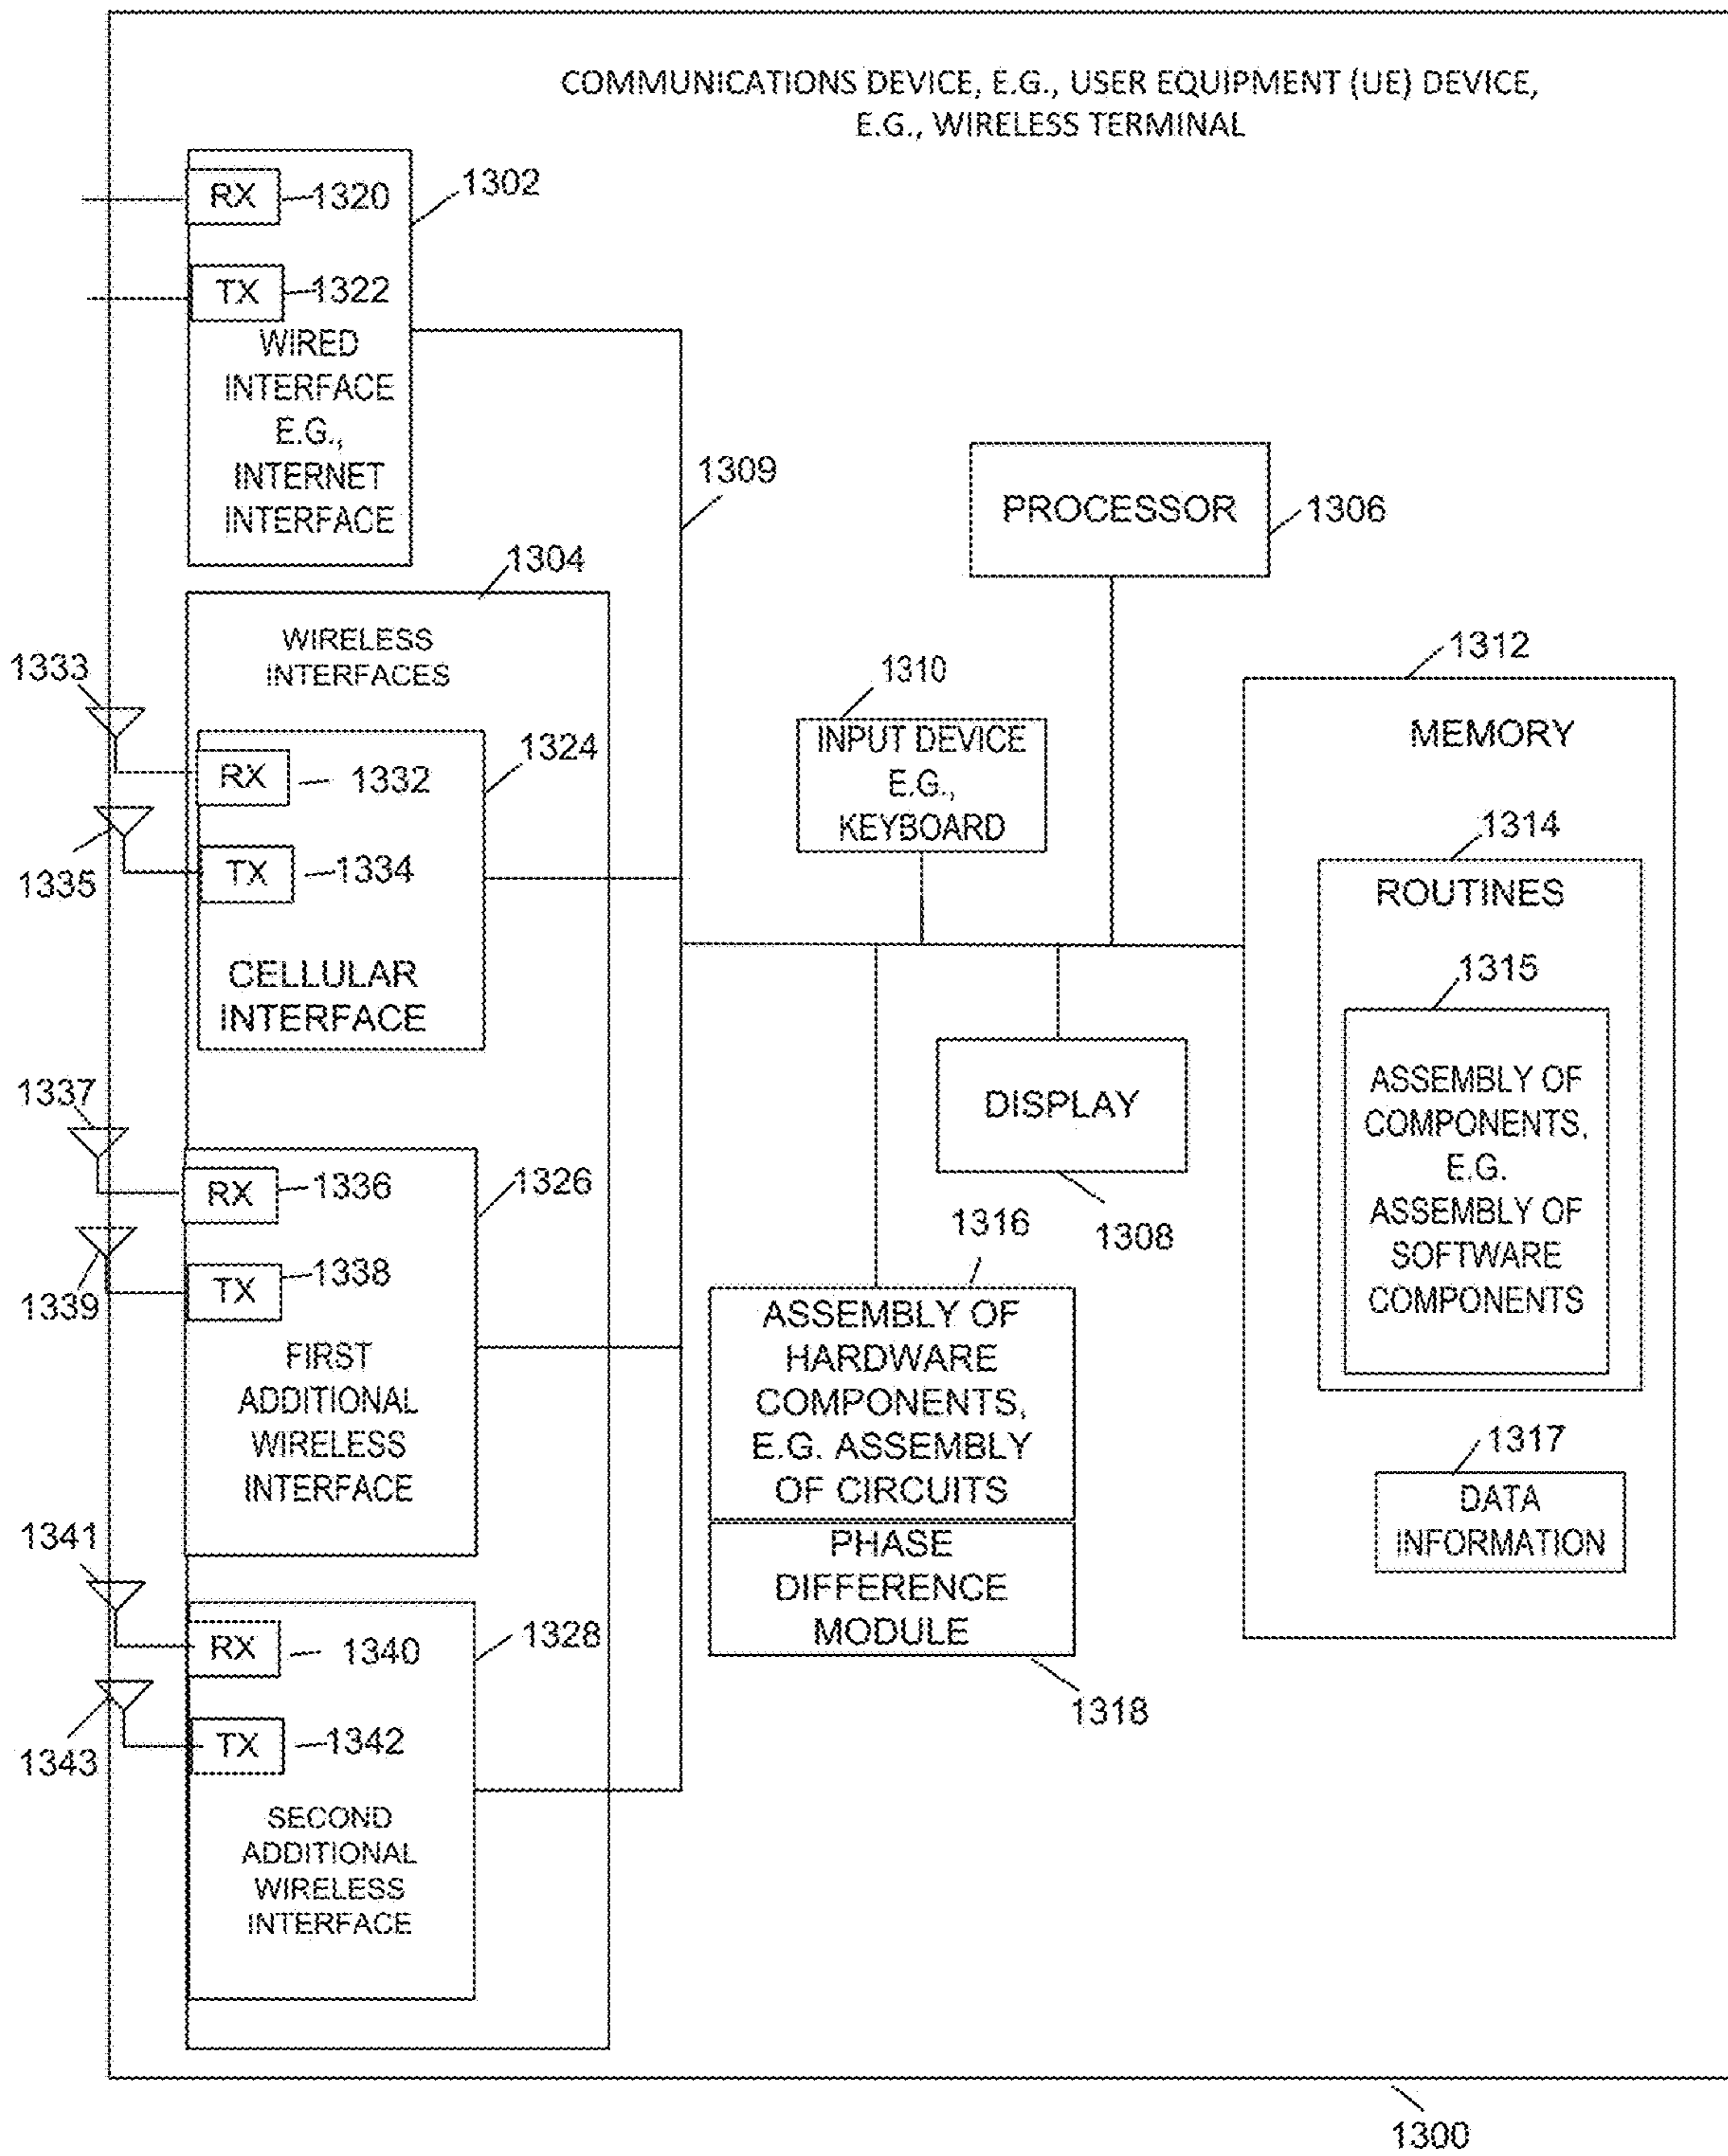 COMMUNICATIONS DEVICE, E.G., USER EQUIPMENT (UE) DEVICE,
E.G., WIRELESS TERMINAL
RX
1320
1302
TX
1322
WIRED
INTERFACE
E.G.,
INTERNET
INTERFACE
1309
PROCESSOR
1306
1304
WIRELESS
INTERFACES
1333
1324
RX
1332
1335
TX
1334
CELLULAR
INTERFACE
1310
INPUT DEVICE
E.G.,
KEYBOARD
1312
MEMORY
1314
ROUTINES
1315
ASSEMBLY OF
COMPONENTS,
E.G.
ASSEMBLY OF
SOFTWARE
COMPONENTS
1317
DATA
INFORMATION
DISPLAY
1308
1337
RX
1336
1326
1339
TX
1338
FIRST
ADDITIONAL
WIRELESS
INTERFACE
1316
ASSEMBLY OF
HARDWARE
COMPONENTS,
E.G. ASSEMBLY
OF CIRCUITS
PHASE
DIFFERENCE
MODULE
1318
1341
RX
1340
1328
1343
TX
1342
SECOND
ADDITIONAL
WIRELESS
INTERFACE
1300